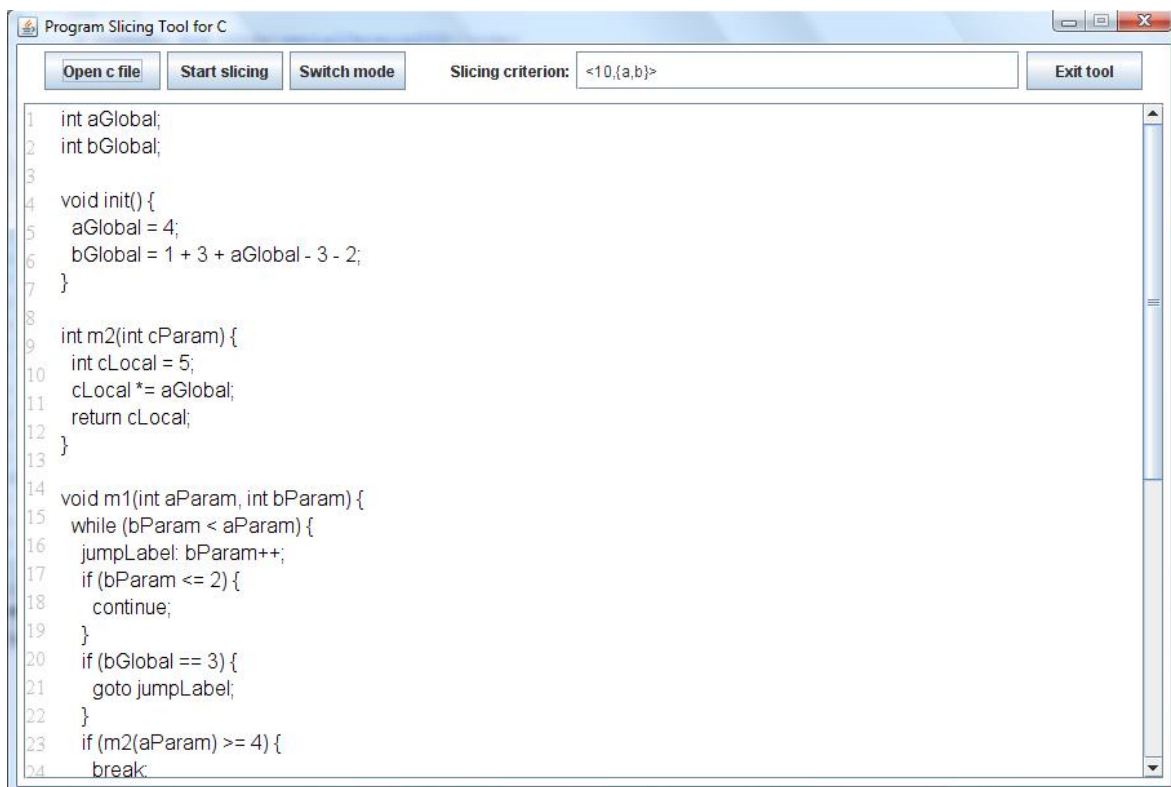 Program Slicing Tool for C
Open c file Start slicing Switch mode Slicing criterion: <10,{a,b}> Exit tool
1 int aGlobal;
2 int bGlobal;
3
4 void init() {
5 aGlobal = 4;
6 bGlobal = 1 + 3 + aGlobal - 3 - 2;
7 }
8
9 int m2(int cParam) {
10 int cLocal = 5;
11 cLocal *= aGlobal;
12 return cLocal;
13 }
14
15 void m1(int aParam, int bParam) {
16 while (bParam < aParam) {
17 jumpLabel: bParam++;
18 if (bParam <= 2) {
19 continue;
20 }
21 if (bGlobal == 3) {
22 goto jumpLabel;
23 }
24 if (m2(aParam) >= 4) {
break;